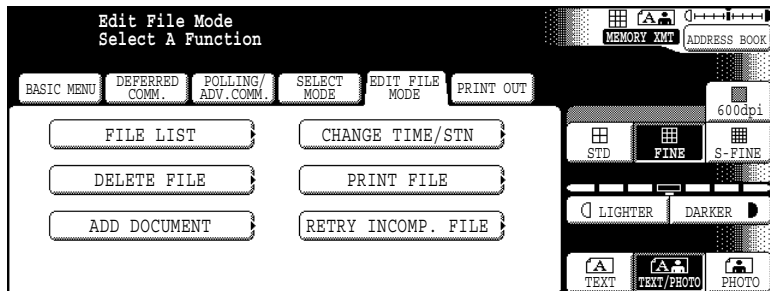 Edit File Mode
Select A Function
MEMORY XMT
ADDRESS BOOK
BASIC MENU
DEFERRED
COMM.
POLLING/
ADV.COMM.
SELECT
MODE
EDIT FILE
MODE
PRINT OUT
600dpi
FILE LIST
CHANGE TIME/STN
STD
FINE
S-FINE
DELETE FILE
PRINT FILE
LIGHTER
DARKER
ADD DOCUMENT
RETRY INCOMP. FILE
A
A
A
TEXT
TEXT/PHOTO
PHOTO